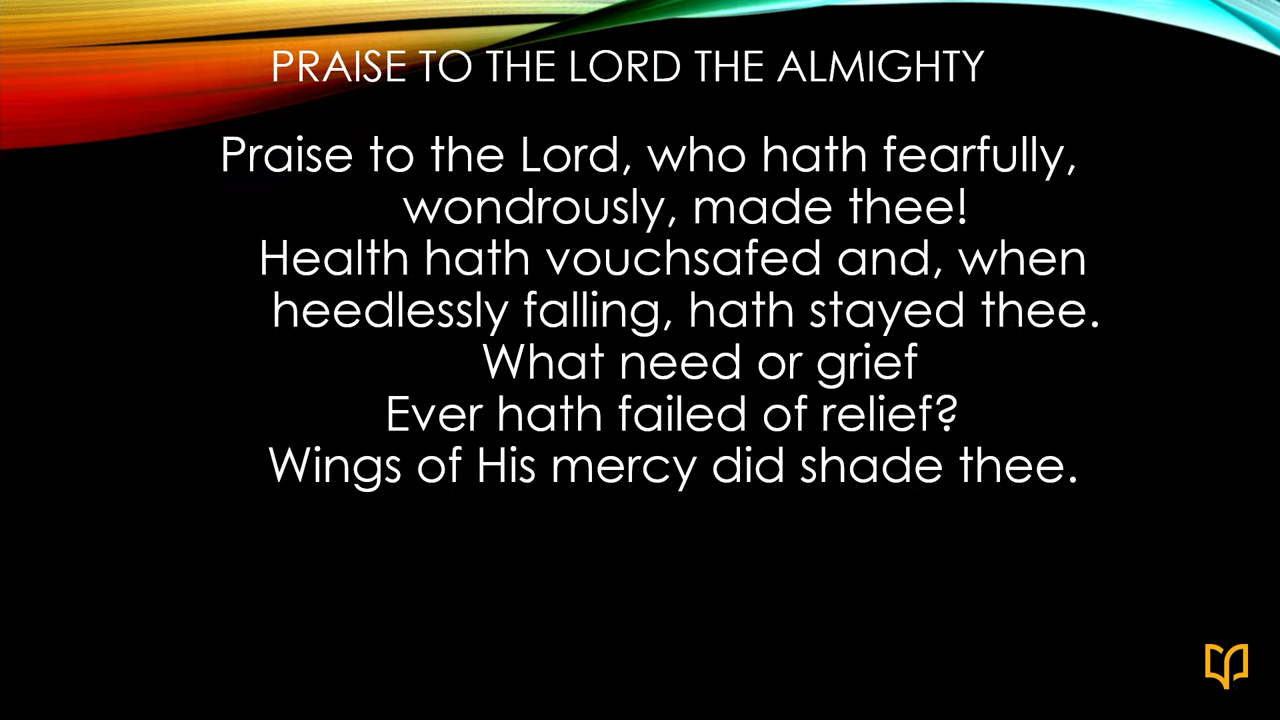 PRAISE TO THE LORD THE ALMIGHTY
Praise to the Lord, who hath fearfully,
wondrously, made thee!
Health hath vouchsafed and, when
heedlessly falling, hath stayed thee.
What need or grief
Ever hath failed of relief?
Wings of His mercy did shade thee.